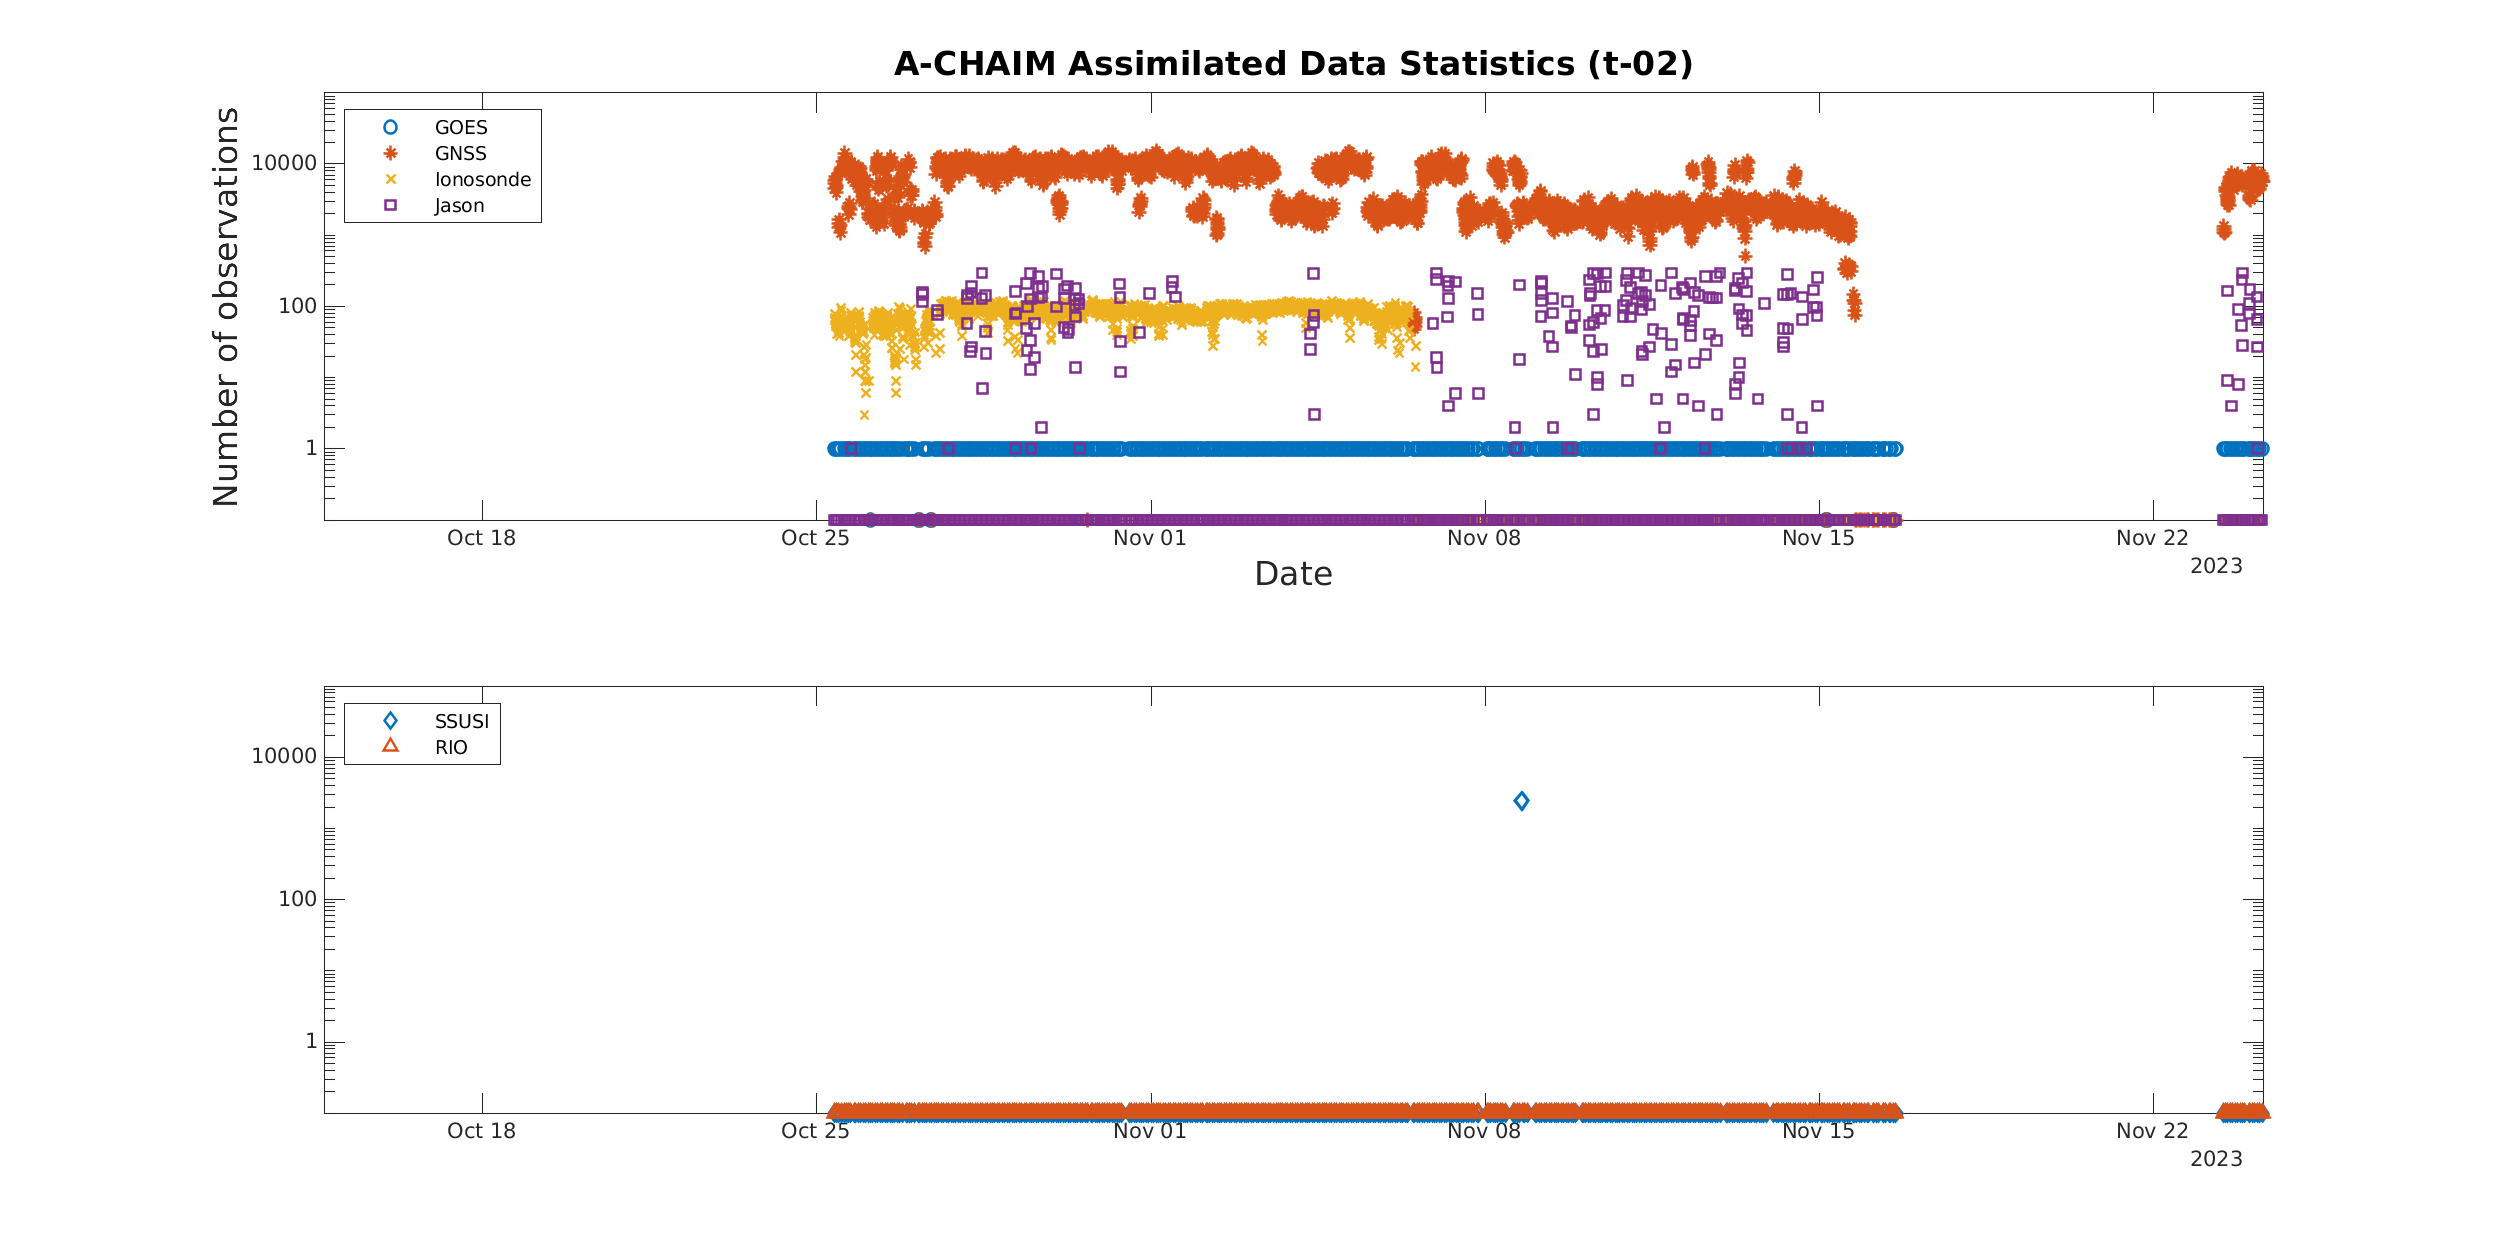 A-CHAIM Assimilated Data Statistics (t-02)
Number of observations
GOES
GNSS
Ionosonde
Jason
10000
100
1
Oct 18 Oct 25 Nov 01 Nov 08 Nov 15 Nov 22
2023
Date
SSUSI
RIO
10000
100
1
Oct 18 Oct 25 Nov 01 Nov 08 Nov 15 Nov 22
2023